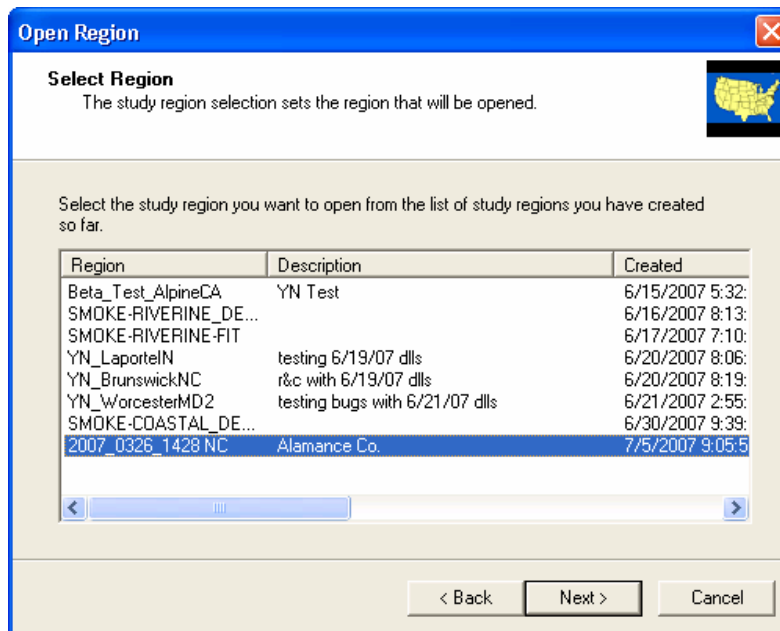 Open Region
Select Region
The study region selection sets the region that will be opened.
Select the study region you want to open from the list of study regions you have created
so far.
Region Description Created
Beta_Test_AlpineCA YN Test 6/15/2007 5:32:
SMOKE-RIVERINE_DE... 6/16/2007 8:13:
SMOKE-RIVERINE-FIT 6/17/2007 7:10:
YN_LaporteIN testing 6/19/07 dlls 6/20/2007 8:06:
YN_BrunswickNC r&c with 6/19/07 dlls 6/20/2007 8:19:
YN_WorcesterMD2 testing bugs with 6/21/07 dlls 6/21/2007 2:55:
SMOKE-COASTAL_DE... 6/30/2007 9:39:
2007_0326_1428 NC Alamance Co. 7/5/2007 9:05:5
< Back Next > Cancel